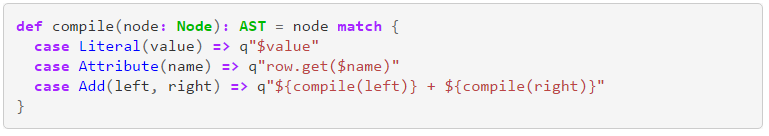 def compile(node: Node): AST = node match {
  case Literal(value) => q"$value"
  case Attribute(name) => q"row.get($name)"
  case Add(left, right) => q"${compile(left)} + ${compile(right)}"
}